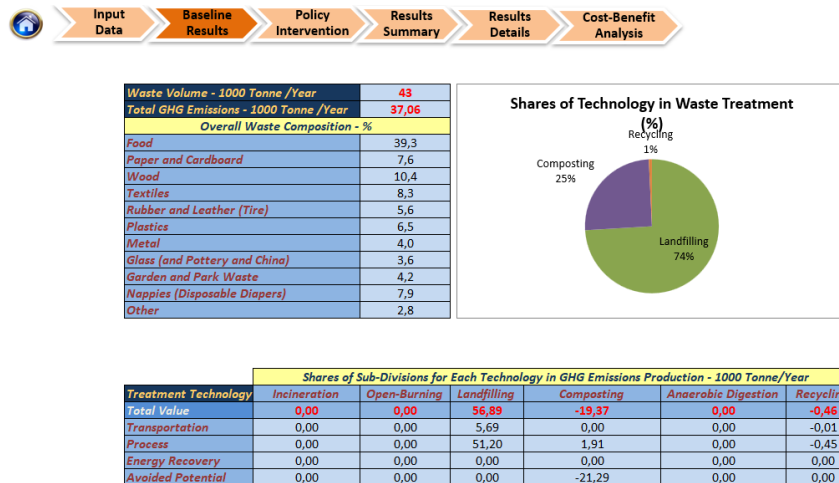 Input Data
Baseline Results
Policy Intervention
Results Summary
Results Details
Cost-Benefit Analysis
Waste Volume - 1000 Tonne /Year 43
Total GHG Emissions - 1000 Tonne /Year 37,06
Overall Waste Composition - %
Food 39,3
Paper and Cardboard 7,6
Wood 10,4
Textiles 8,3
Rubber and Leather (Tire) 5,6
Plastics 6,5
Metal 4,0
Glass (and Pottery and China) 3,6
Garden and Park Waste 4,2
Nappies (Disposable Diapers) 7,9
Other 2,8
Shares of Technology in Waste Treatment
(%)
Recycling
1%
Composting
25%
Landfilling
74%
Shares of Sub-Divisions for Each Technology in GHG Emissions Production - 1000 Tonne/Year
Treatment Technology Incineration Open-Burning Landfilling Composting Anaerobic Digestion Recyclin
Total Value 0,00 0,00 56,89 -19,37 0,00 -0,46
Transportation 0,00 0,00 5,69 0,00 0,00 -0,01
Process 0,00 0,00 51,20 1,91 0,00 -0,45
Energy Recovery 0,00 0,00 0,00 0,00 0,00 0,00
Avoided Potential 0,00 0,00 0,00 -21,29 0,00 0,00